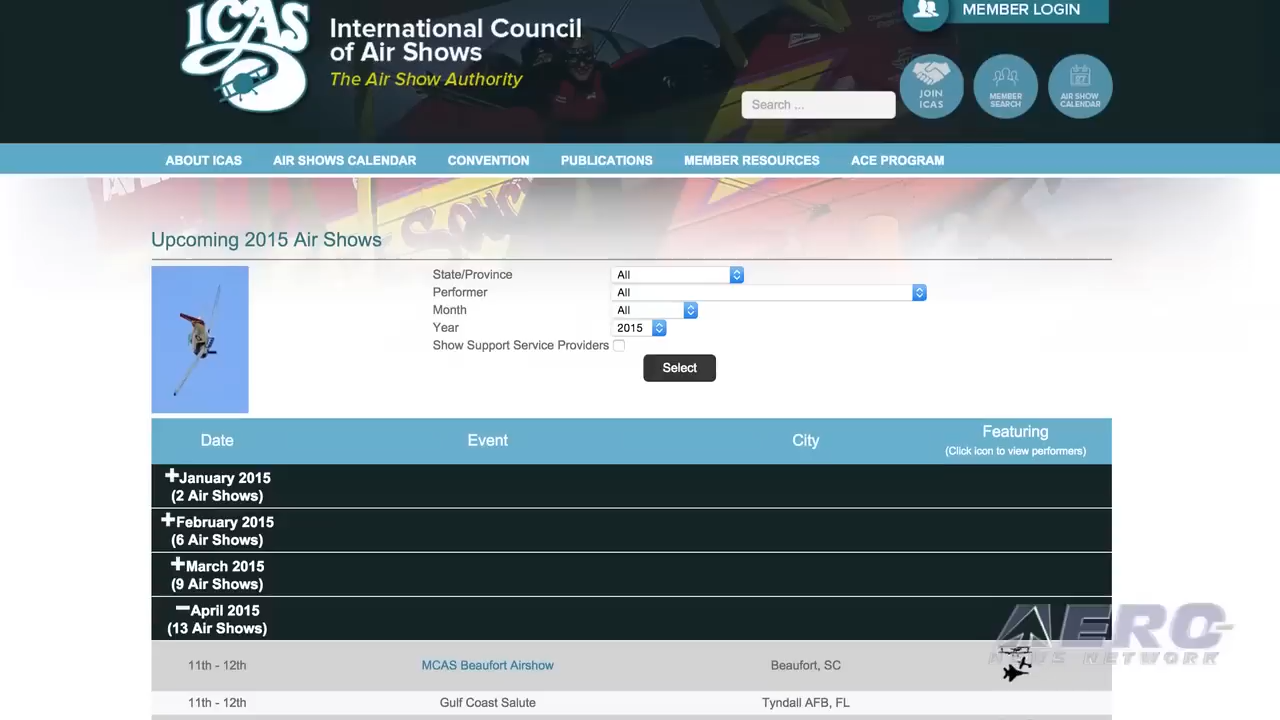 ICAS
International Council
of Air Shows
The Air Show Authority
MEMBER LOGIN
Search ...
JOIN
ICAS
MEMBER
SEARCH
AIR SHOW
CALENDAR
ABOUT ICAS
AIR SHOWS CALENDAR
CONVENTION
PUBLICATIONS
MEMBER RESOURCES
ACE PROGRAM
Upcoming 2015 Air Shows
State/Province All
Performer All
Month All
Year 2015
Show Support Service Providers
Select
Date Event City Featuring
(Click icon to view performers)
January 2015
(2 Air Shows)
February 2015
(6 Air Shows)
March 2015
(9 Air Shows)
April 2015
(13 Air Shows)
11th - 12th MCAS Beaufort Airshow Beaufort, SC
11th - 12th Gulf Coast Salute Tyndall AFB, FL
AERO
NEWS NETWORK